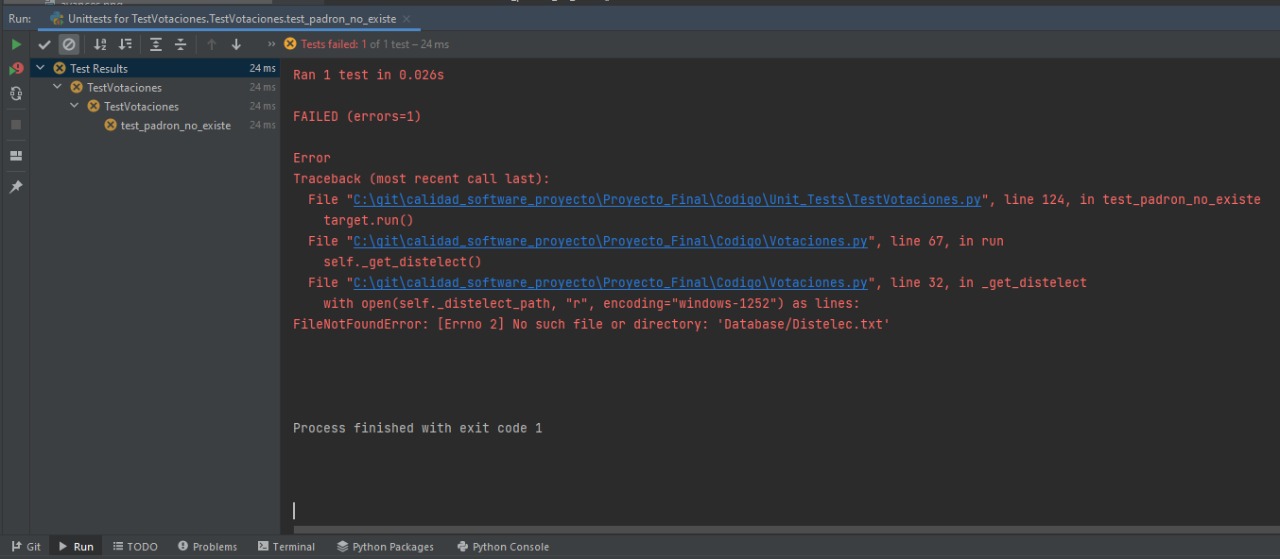 Run: Unittests for TestVotaciones.TestVotaciones.test_padron_no_existe ×
» Tests failed: 1 of 1 test – 24 ms
Test Results 24 ms
TestVotaciones 24 ms
TestVotaciones 24 ms
test_padron_no_existe 24 ms
Ran 1 test in 0.026s
FAILED (errors=1)
Error
Traceback (most recent call last):
File "C:\git\calidad_software_proyecto\Proyecto_Final\Codigo\Unit_Tests\TestVotaciones.py", line 124, in test_padron_no_existe
target.run()
File "C:\git\calidad_software_proyecto\Proyecto_Final\Codigo\Votaciones.py", line 67, in run
self._get_distelect()
File "C:\git\calidad_software_proyecto\Proyecto_Final\Codigo\Votaciones.py", line 32, in _get_distelect
with open(self._distelect_path, "r", encoding="windows-1252") as lines:
FileNotFoundError: [Errno 2] No such file or directory: 'Database/Distelec.txt'
Process finished with exit code 1
Git Run TODO Problems Terminal Python Packages Python Console